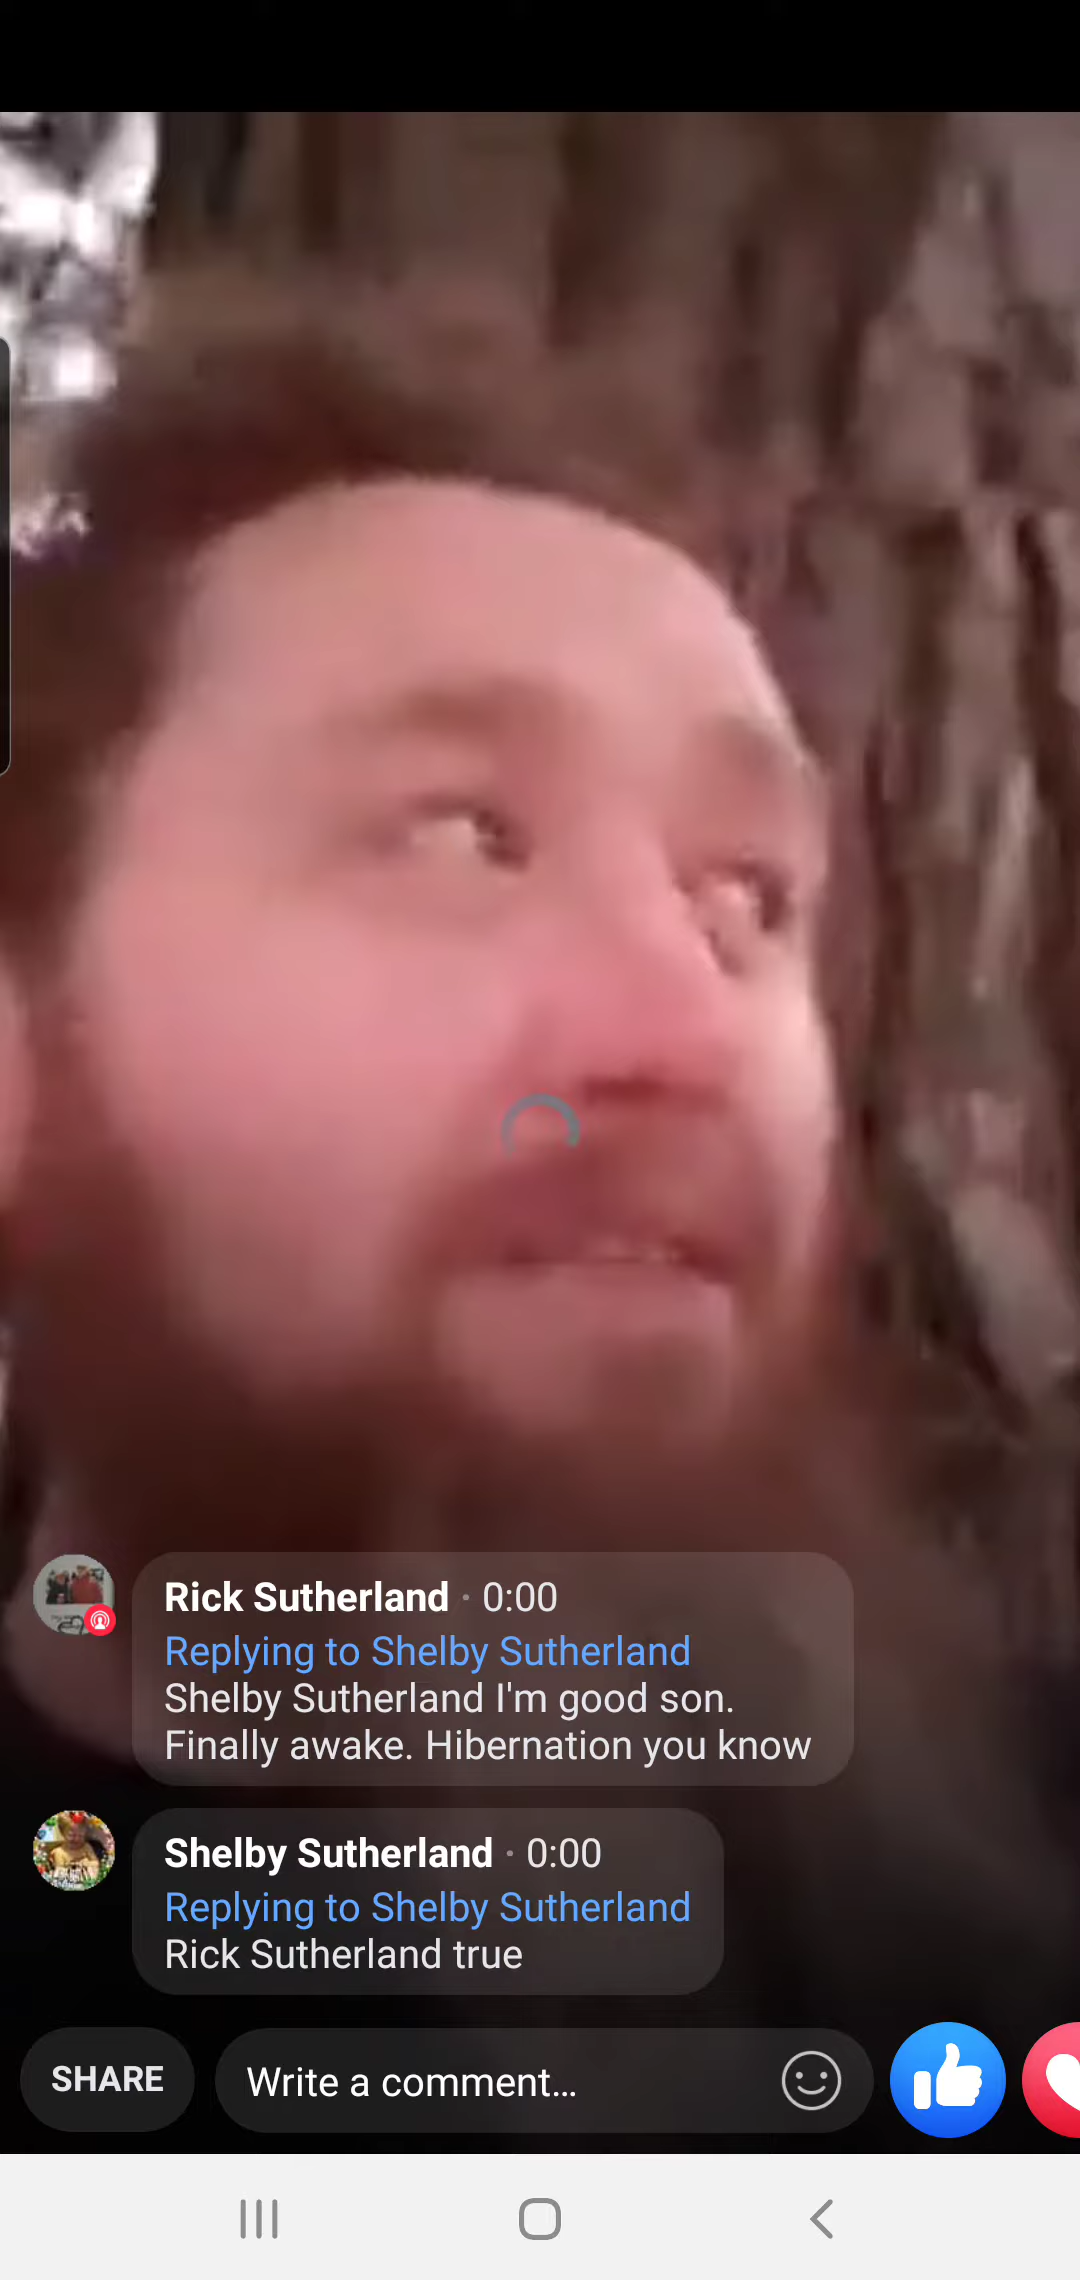 Rick Sutherland · 0:00
Replying to Shelby Sutherland
Shelby Sutherland I'm good son.
Finally awake. Hibernation you know
Shelby Sutherland · 0:00
Replying to Shelby Sutherland
Rick Sutherland true
SHARE
Write a comment...